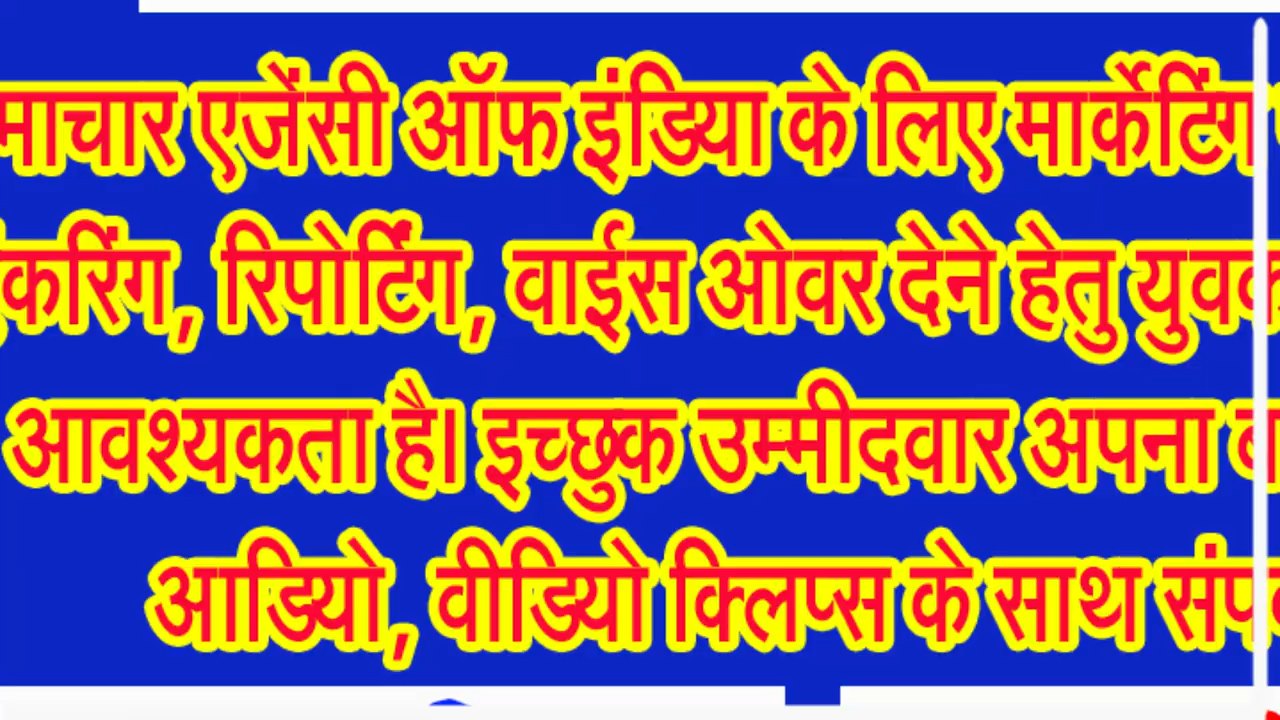 माचार एजेंसी ऑफ इंडिया के लिए मार्केटिंग
करिंग, रिपोर्टिंग, वाईस ओवर देने हेतु युवक
आवश्यकता है। इच्छुक उम्मीदवार अपना
आडियो, वीडियो क्लिप्स के साथ